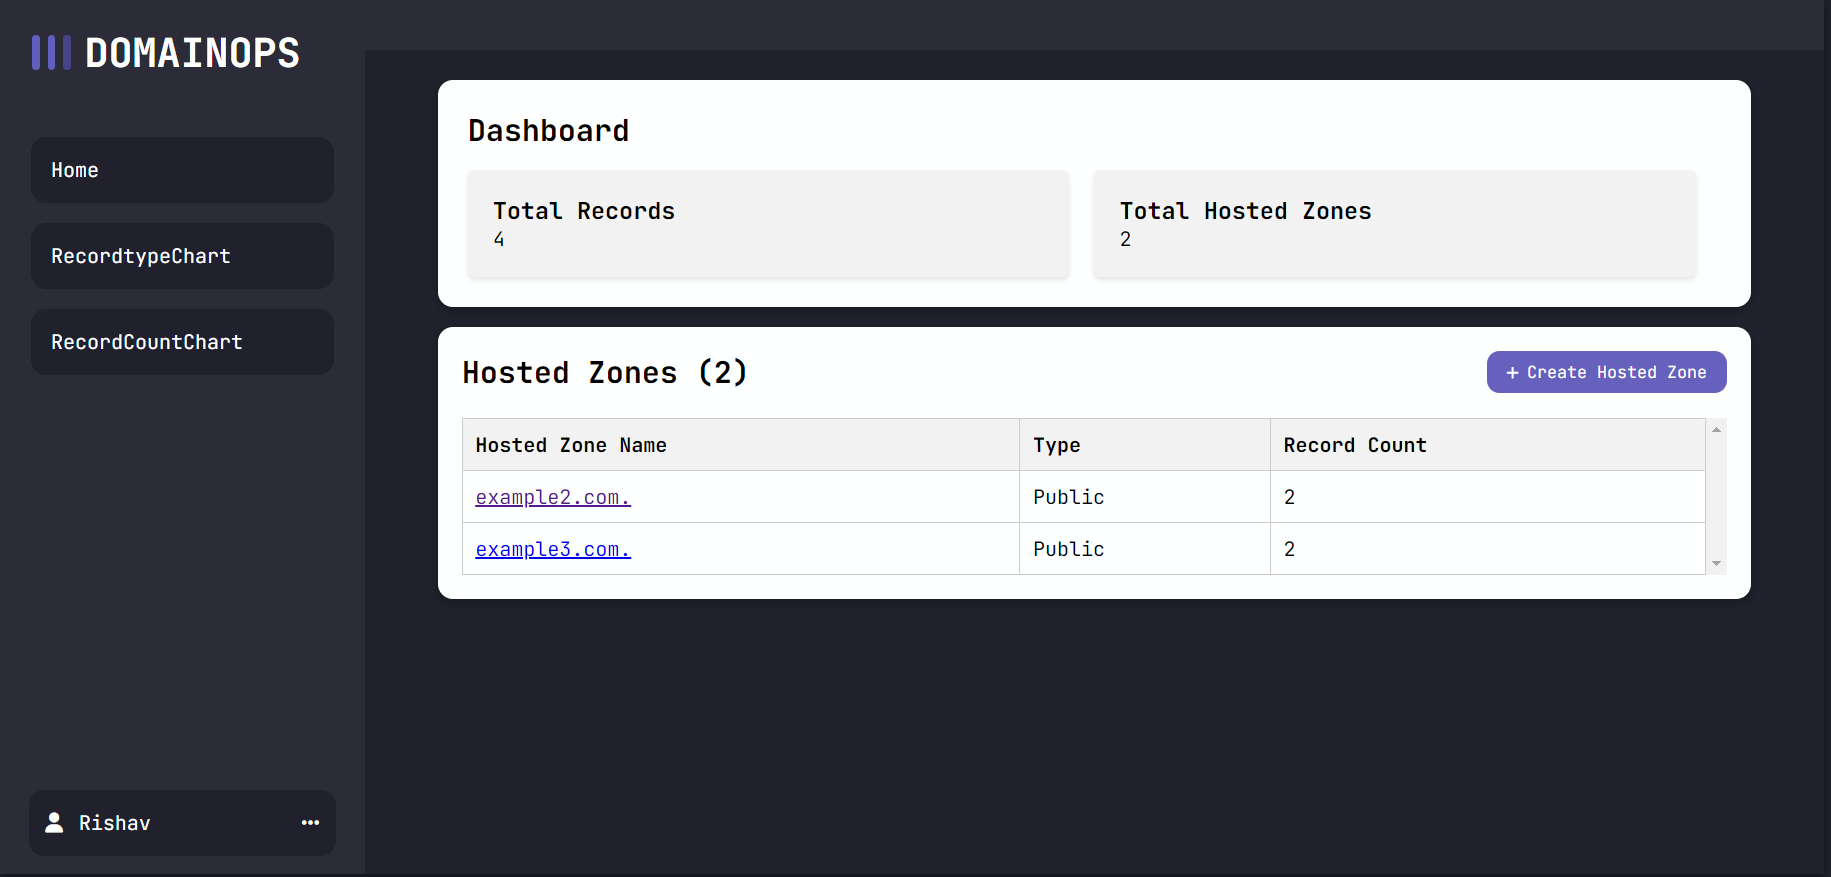 DOMAINOPS
Home
RecordtypeChart
RecordCountChart
Rishav
Dashboard
Total Records
4
Total Hosted Zones
2
Hosted Zones (2)
+ Create Hosted Zone
Hosted Zone Name Type Record Count
example2.com. Public 2
example3.com. Public 2